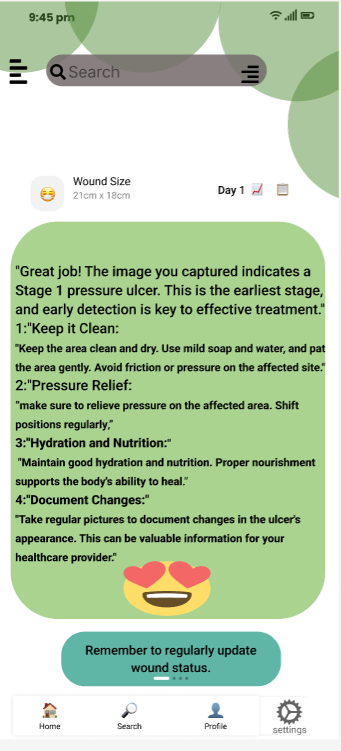 9:45 pm
Search
Wound Size
21cm x 18cm
Day 1
"Great job! The image you captured indicates a
Stage 1 pressure ulcer. This is the earliest stage,
and early detection is key to effective treatment."
1:"Keep it Clean:
"Keep the area clean and dry. Use mild soap and water, and pat
the area gently. Avoid friction or pressure on the affected site."
2:"Pressure Relief:
"make sure to relieve pressure on the affected area. Shift
positions regularly,"
3:"Hydration and Nutrition:"
"Maintain good hydration and nutrition. Proper nourishment
supports the body's ability to heal."
4:"Document Changes:"
"Take regular pictures to document changes in the ulcer's
appearance. This can be valuable information for your
healthcare provider."
Remember to regularly update
wound status.
Home
Search
Profile
settings